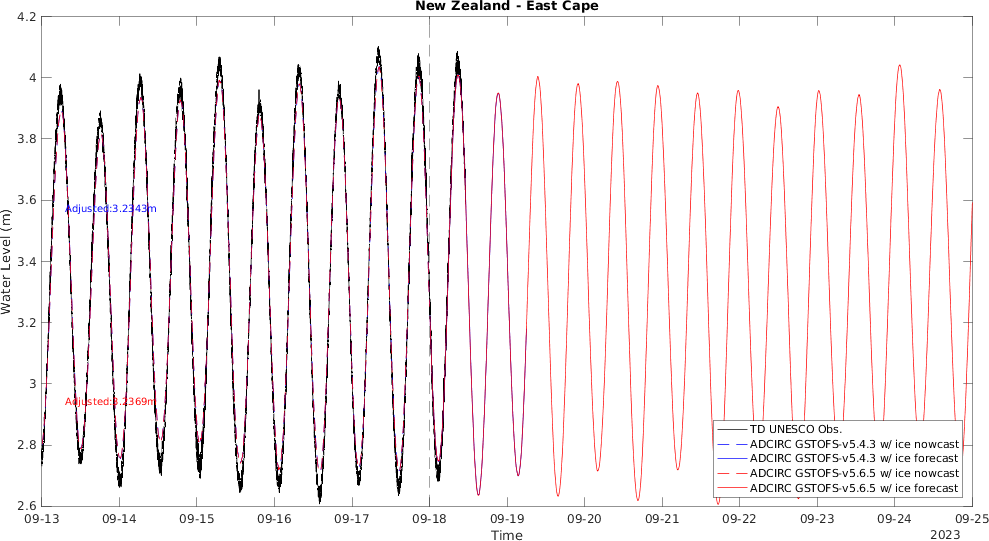 New Zealand - East Cape
4.2
4
3.8
3.6
3.4
3.2
3
2.8
2.6
Water Level (m)
Adjusted:3.2343m
Adjusted:3.2369m
TD UNESCO Obs.
ADCIRC GSTOFS-v5.4.3 w/ ice nowcast
ADCIRC GSTOFS-v5.4.3 w/ ice forecast
ADCIRC GSTOFS-v5.6.5 w/ ice nowcast
ADCIRC GSTOFS-v5.6.5 w/ ice forecast
09-13 09-14 09-15 09-16 09-17 09-18 09-19 09-20 09-21 09-22 09-23 09-24 09-25
Time
2023